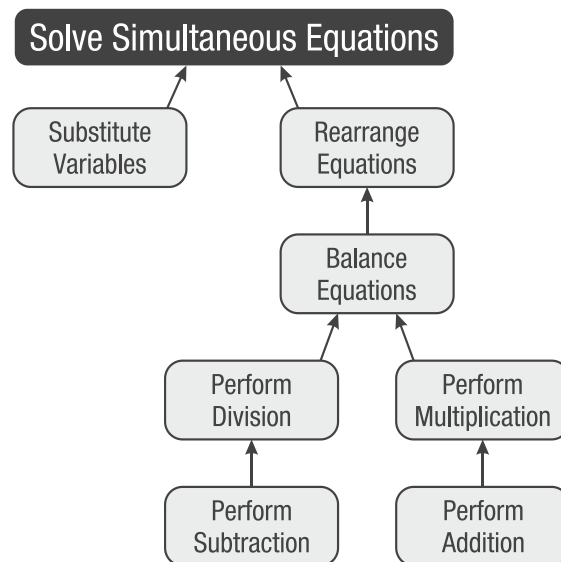 Solve Simultaneous Equations
Substitute
Variables
Rearrange
Equations
Balance
Equations
Perform
Division
Perform
Multiplication
Perform
Subtraction
Perform
Addition